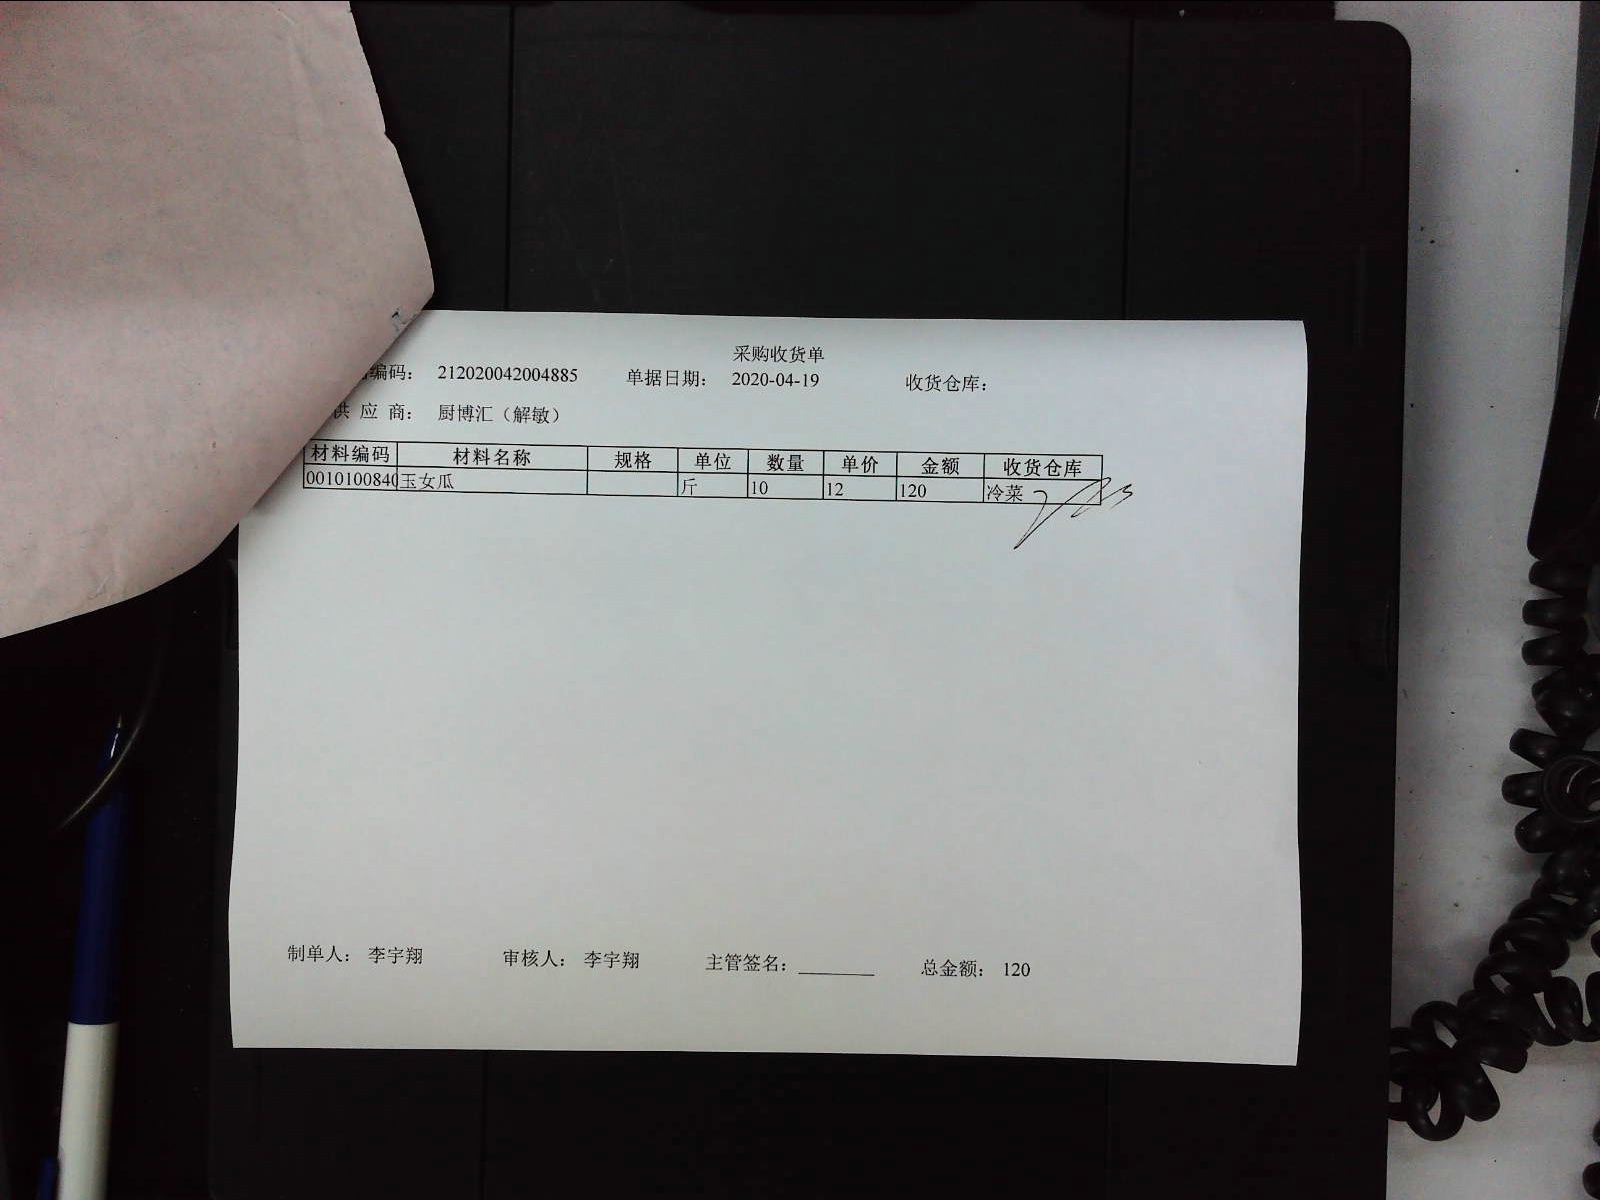 采购收货单
编码： 212020042004885 单据日期： 2020-04-19 收货仓库：
供 应 商： 厨博汇（解敏）
材料编码 材料名称 规格 单位 数量 单价 金额 收货仓库
0010100840 玉女瓜 斤 10 12 120 冷菜
制单人： 李宇翔 审核人： 李宇翔 主管签名：________ 总金额： 120